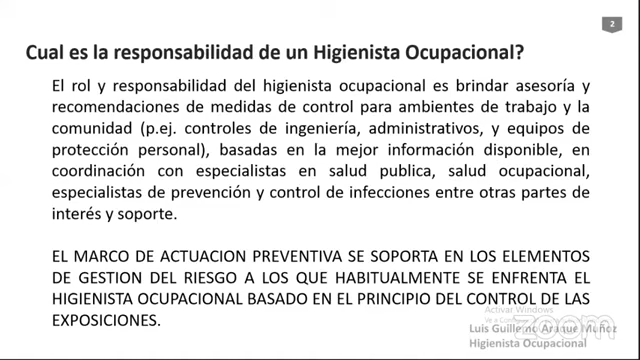 2
Cual es la responsabilidad de un Higienista Ocupacional?
El rol y responsabilidad del higienista ocupacional es brindar asesoría y
recomendaciones de medidas de control para ambientes de trabajo y la
comunidad (p.ej. controles de ingeniería, administrativos, y equipos de
protección personal), basadas en la mejor información disponible, en
coordinación con especialistas en salud publica, salud ocupacional,
especialistas de prevención y control de infecciones entre otras partes de
interés y soporte.
EL MARCO DE ACTUACION PREVENTIVA SE SOPORTA EN LOS ELEMENTOS
DE GESTION DEL RIESGO A LOS QUE HABITUALMENTE SE ENFRENTA EL
HIGIENISTA OCUPACIONAL BASADO EN EL PRINCIPIO DEL CONTROL DE LAS
EXPOSICIONES.
Activar Windows
Ve a
zoom
Luis Guillermo Araque Muñoz
Higienista Ocupacional